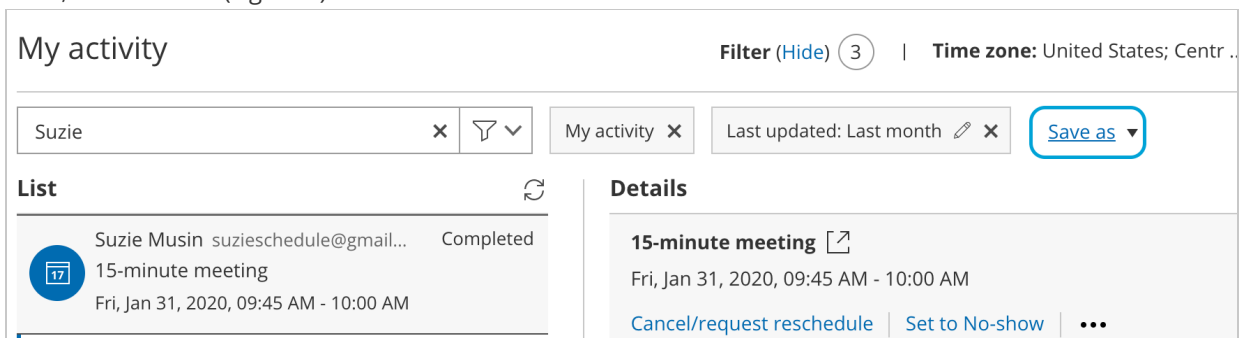 My activity
Filter (Hide) 3 | Time zone: United States; Centr ..
Suzie
My activity
Last updated: Last month
Save as
List
Details
Suzie Musin suzieschedule@gmail... Completed
17
15-minute meeting
Fri, Jan 31, 2020, 09:45 AM - 10:00 AM
15-minute meeting
Fri, Jan 31, 2020, 09:45 AM - 10:00 AM
Cancel/request reschedule | Set to No-show | •••